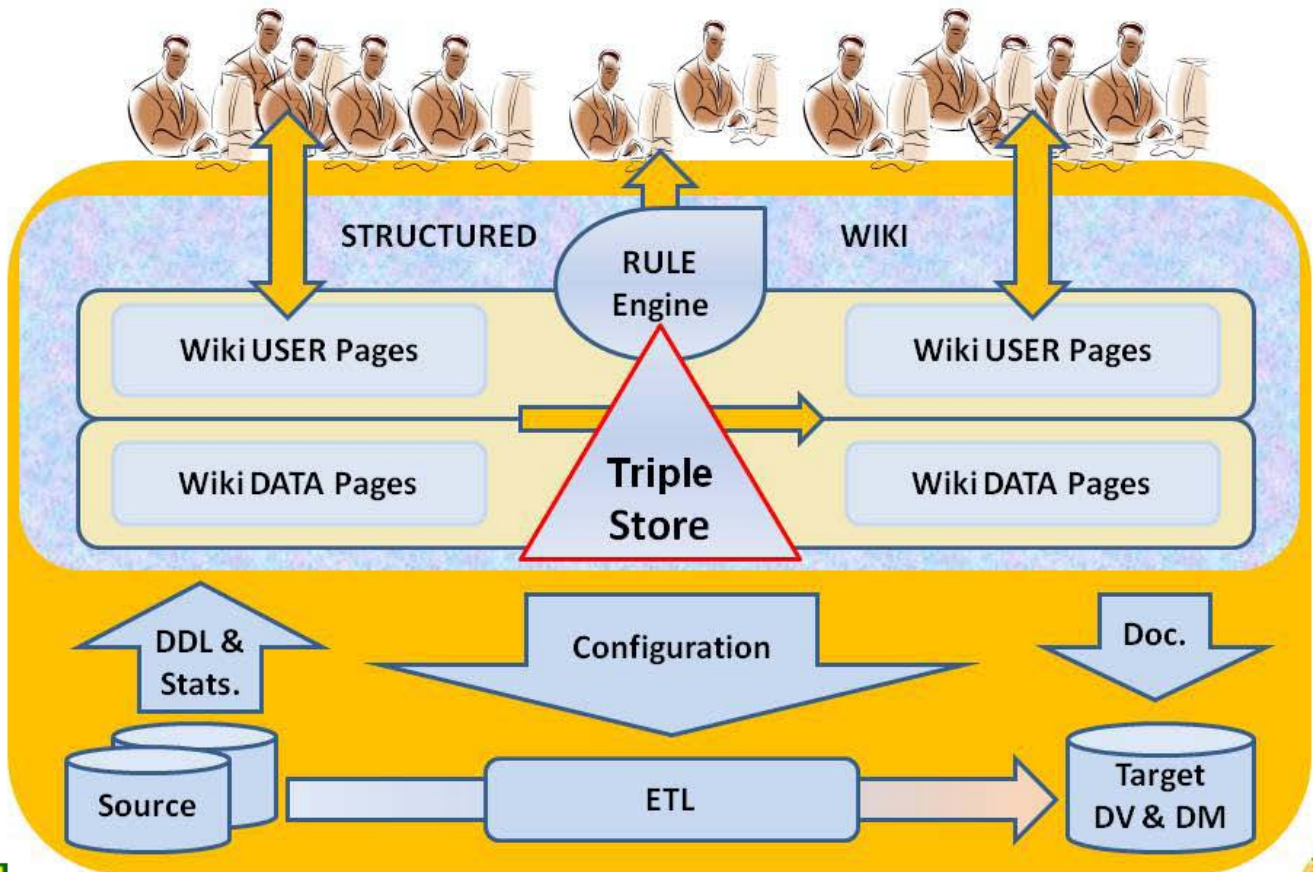 STRUCTURED
WIKI
RULE
Engine
Wiki USER Pages
Wiki USER Pages
Wiki DATA Pages
Triple
Store
Wiki DATA Pages
DDL &
Stats.
Configuration
Doc.
Source
ETL
Target
DV & DM